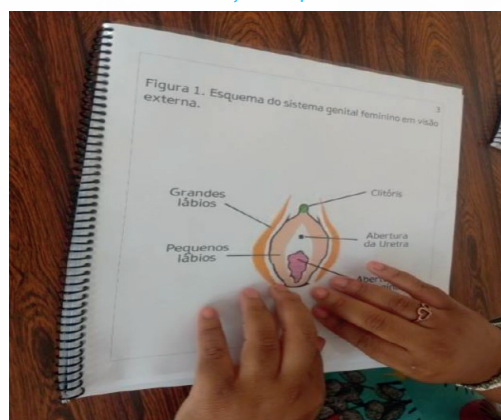 3
Figura 1. Esquema do sistema genital feminino em visão
externa.
Grandes
lábios
Clitóris
Abertura
da Uretra
Pequenos
lábios